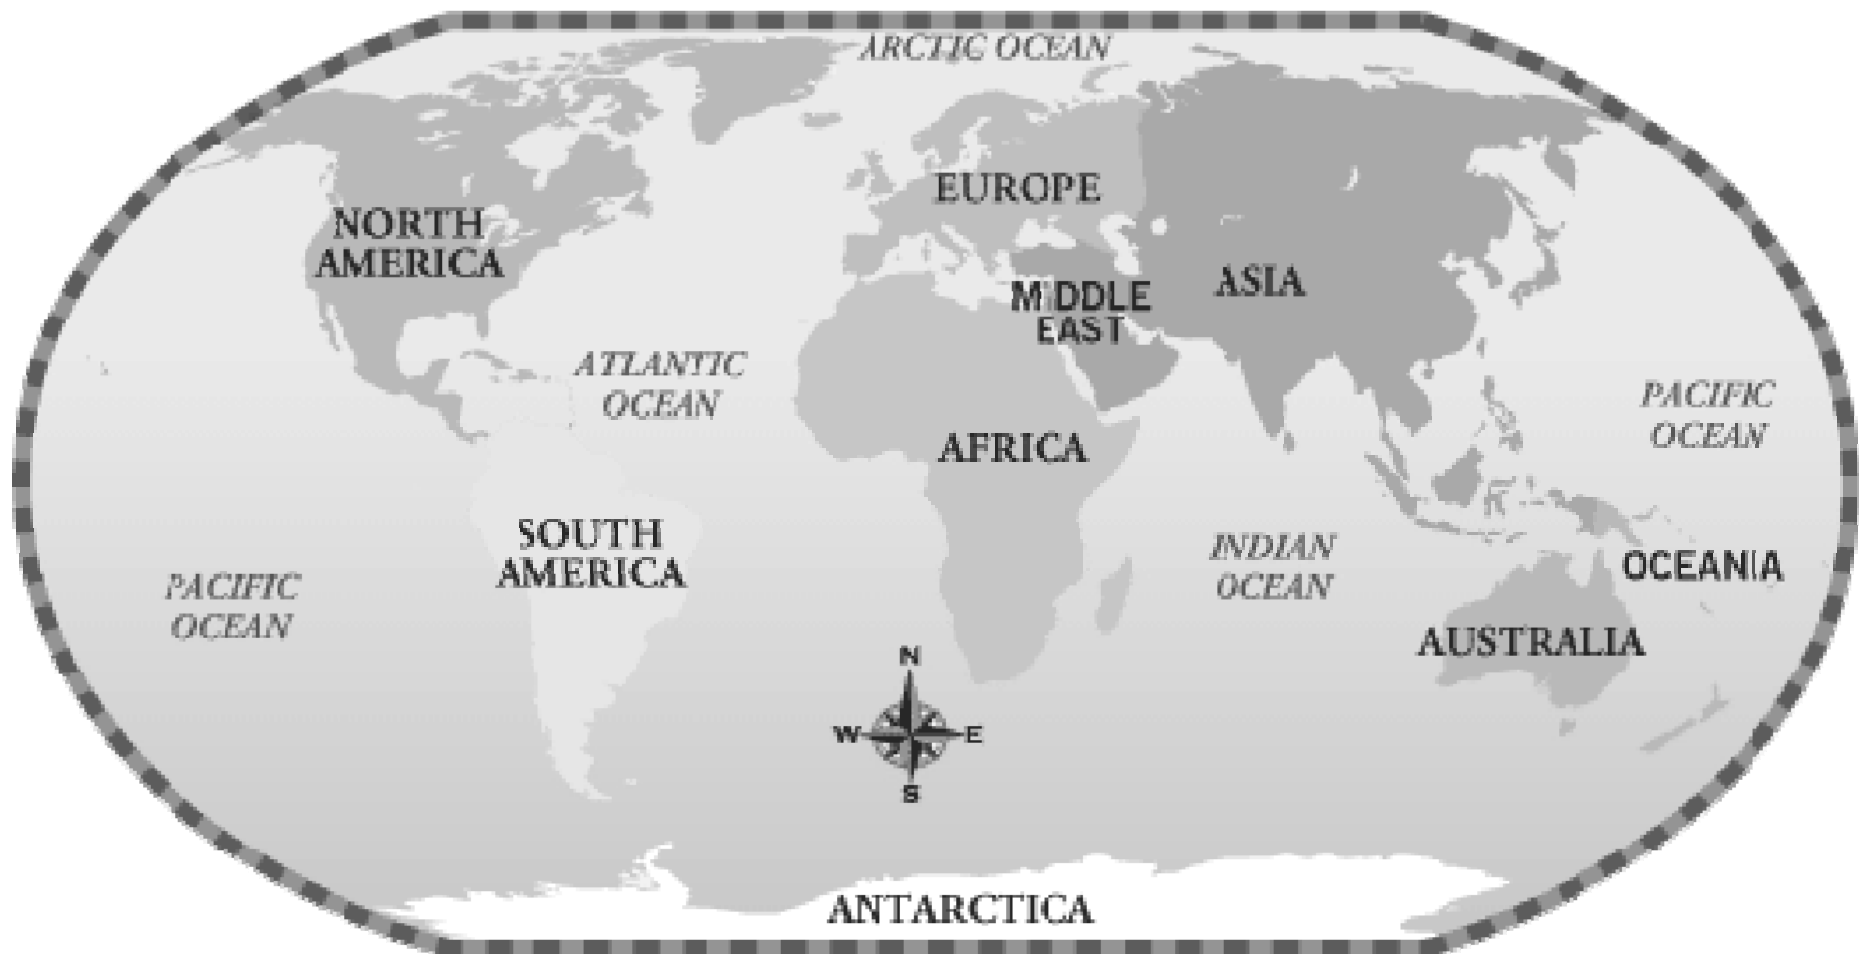 ARCTIC OCEAN
EUROPE
NORTH
AMERICA
ASIA
MIDDLE
EAST
ATLANTIC
OCEAN
PACIFIC
OCEAN
AFRICA
SOUTH
AMERICA
INDIAN
OCEAN
OCEANIA
PACIFIC
OCEAN
AUSTRALIA
N
W
E
S
ANTARCTICA